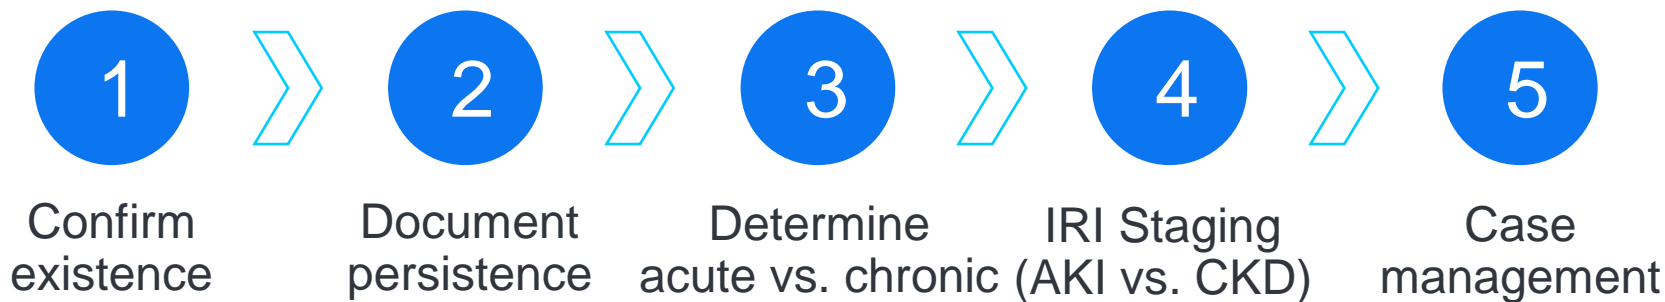 1
2
3
4
5
Confirm
existence
Document
persistence
Determine
acute vs. chronic
IRI Staging
(AKI vs. CKD)
Case
management